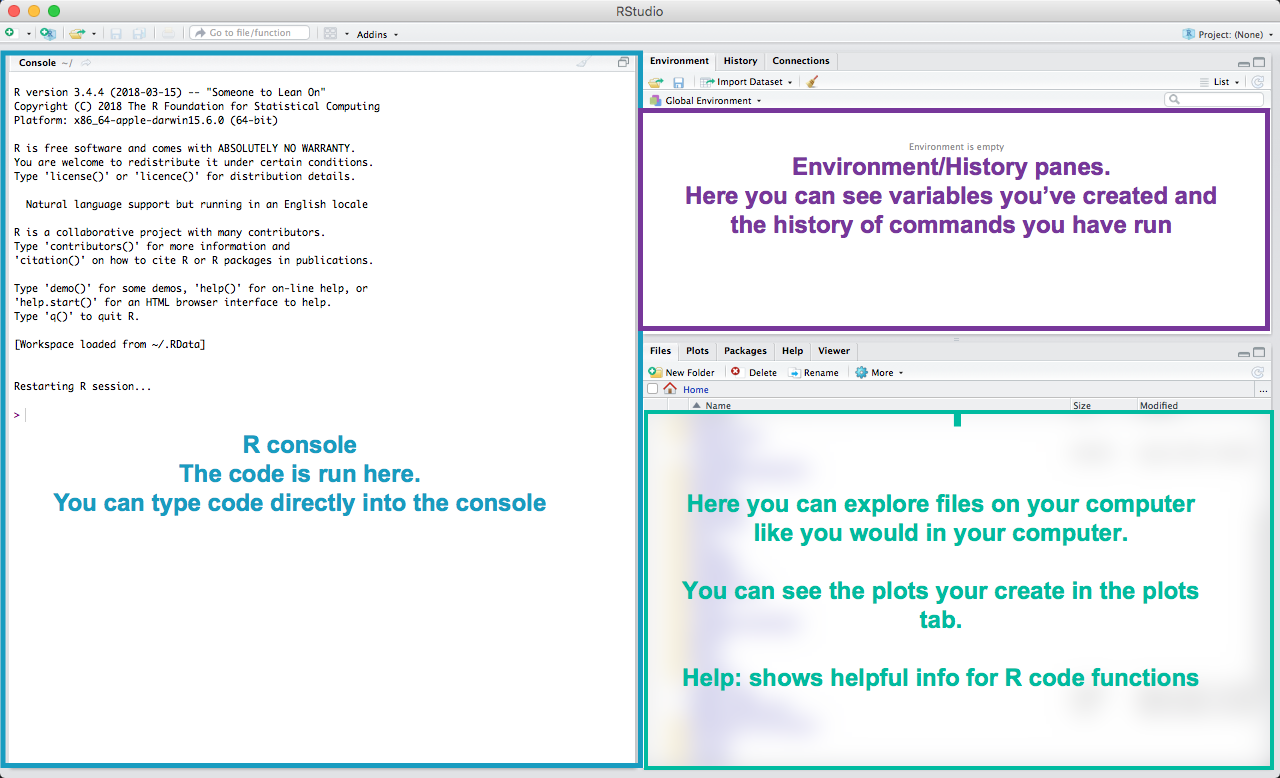 RStudio
Go to file/function
Addins
Project: (None)
Console ~/
R version 3.4.4 (2018-03-15) -- "Someone to Lean On"
Copyright (C) 2018 The R Foundation for Statistical Computing
Platform: x86_64-apple-darwin15.6.0 (64-bit)
R is free software and comes with ABSOLUTELY NO WARRANTY.
You are welcome to redistribute it under certain conditions.
Type 'license()' or 'licence()' for distribution details.
Natural language support but running in an English locale
R is a collaborative project with many contributors.
Type 'contributors()' for more information and
'citation()' on how to cite R or R packages in publications.
Type 'demo()' for some demos, 'help()' for on-line help, or
'help.start()' for an HTML browser interface to help.
Type 'q()' to quit R.
[Workspace loaded from ~/.RData]
Restarting R session...
>
R console
The code is run here.
You can type code directly into the console
Environment History Connections
Import Dataset List
Global Environment
Environment is empty
Environment/History panes.
Here you can see variables you’ve created and
the history of commands you have run
Files Plots Packages Help Viewer
New Folder Delete Rename More
Home ...
Name Size Modified
Here you can explore files on your computer
like you would in your computer.
You can see the plots your create in the plots
tab.
Help: shows helpful info for R code functions